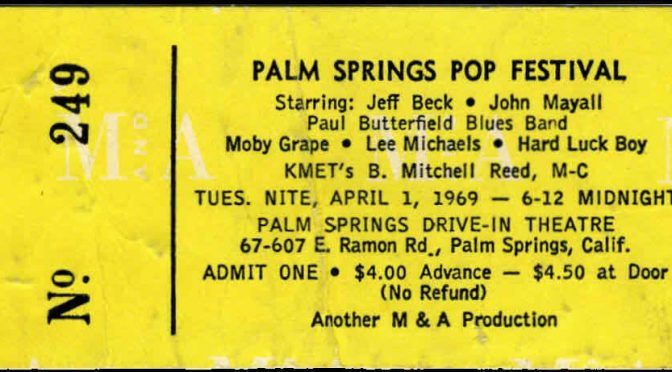 No. 249
M AND A
PALM SPRINGS POP FESTIVAL
Starring: Jeff Beck • John Mayall
Paul Butterfield Blues Band
Moby Grape • Lee Michaels • Hard Luck Boy
KMET's B. Mitchell Reed, M-C
TUES. NITE, APRIL 1, 1969 — 6-12 MIDNIGHT
PALM SPRINGS DRIVE-IN THEATRE
67-607 E. Ramon Rd., Palm Springs, Calif.
ADMIT ONE • $4.00 Advance — $4.50 at Door
(No Refund)
Another M & A Production